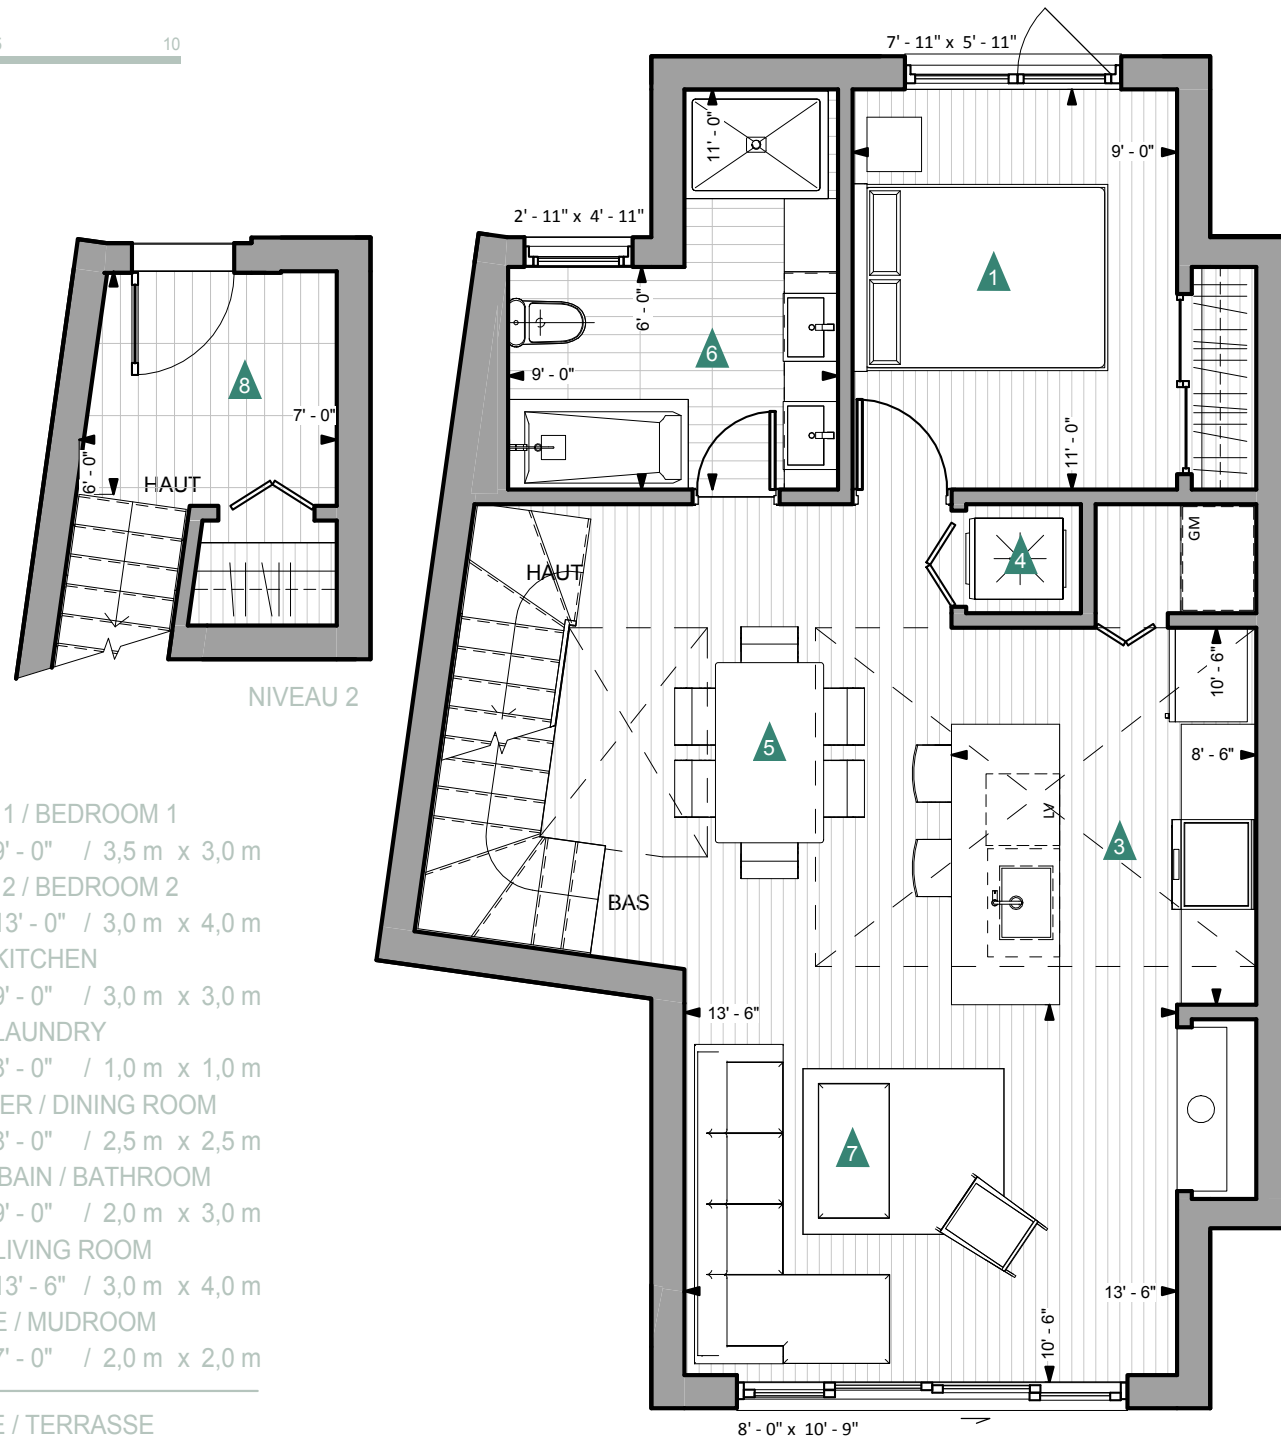 10
7' - 11" x 5' - 11"
11' - 0"
9' - 0"
2' - 11" x 4' - 11"
1
6' - 0"
6
9' - 0"
8
7' - 0"
6' - 0"
HAUT
11' - 0"
GM
4
HAUT
10' - 6"
NIVEAU 2
5
8' - 6"
LV
3
BAS
1 / BEDROOM 1
9' - 0" / 3,5 m x 3,0 m
2 / BEDROOM 2
13' - 0" / 3,0 m x 4,0 m
KITCHEN
9' - 0" / 3,0 m x 3,0 m
13' - 6"
LAUNDRY
3' - 0" / 1,0 m x 1,0 m
ER / DINING ROOM
8' - 0" / 2,5 m x 2,5 m
7
BAIN / BATHROOM
9' - 0" / 2,0 m x 3,0 m
LIVING ROOM
13' - 6" / 3,0 m x 4,0 m
13' - 6"
E / MUDROOM
10' - 6"
7' - 0" / 2,0 m x 2,0 m
E / TERRASSE
8' - 0" x 10' - 9"